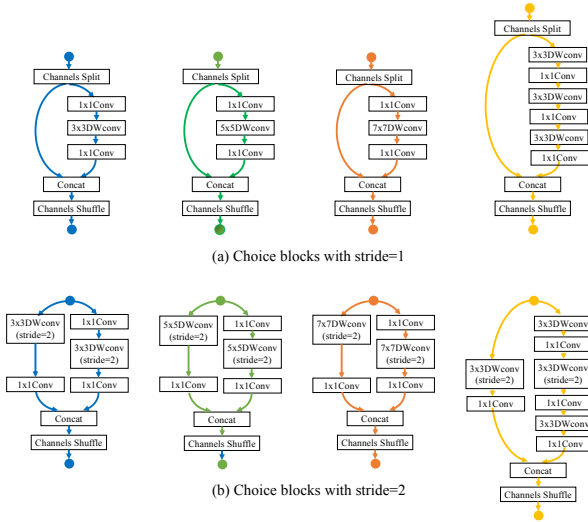 Channels Split
1x1Conv
3x3DWconv
1x1Conv
Concat
Channels Shuffle
Channels Split
1x1Conv
5x5DWconv
1x1Conv
Concat
Channels Shuffle
Channels Split
1x1Conv
7x7DWconv
1x1Conv
Concat
Channels Shuffle
Channels Split
3x3DWconv
1x1Conv
3x3DWconv
1x1Conv
3x3DWconv
1x1Conv
Concat
Channels Shuffle
(a) Choice blocks with stride=1
3x3DWconv
(stride=2)
1x1Conv
1x1Conv
3x3DWconv
(stride=2)
1x1Conv
Concat
Channels Shuffle
5x5DWconv
(stride=2)
1x1Conv
1x1Conv
5x5DWconv
(stride=2)
1x1Conv
Concat
Channels Shuffle
7x7DWconv
(stride=2)
1x1Conv
1x1Conv
7x7DWconv
(stride=2)
1x1Conv
Concat
Channels Shuffle
3x3DWconv
(stride=2)
1x1Conv
3x3DWconv
1x1Conv
3x3DWconv
(stride=2)
1x1Conv
3x3DWconv
1x1Conv
Concat
Channels Shuffle
(b) Choice blocks with stride=2